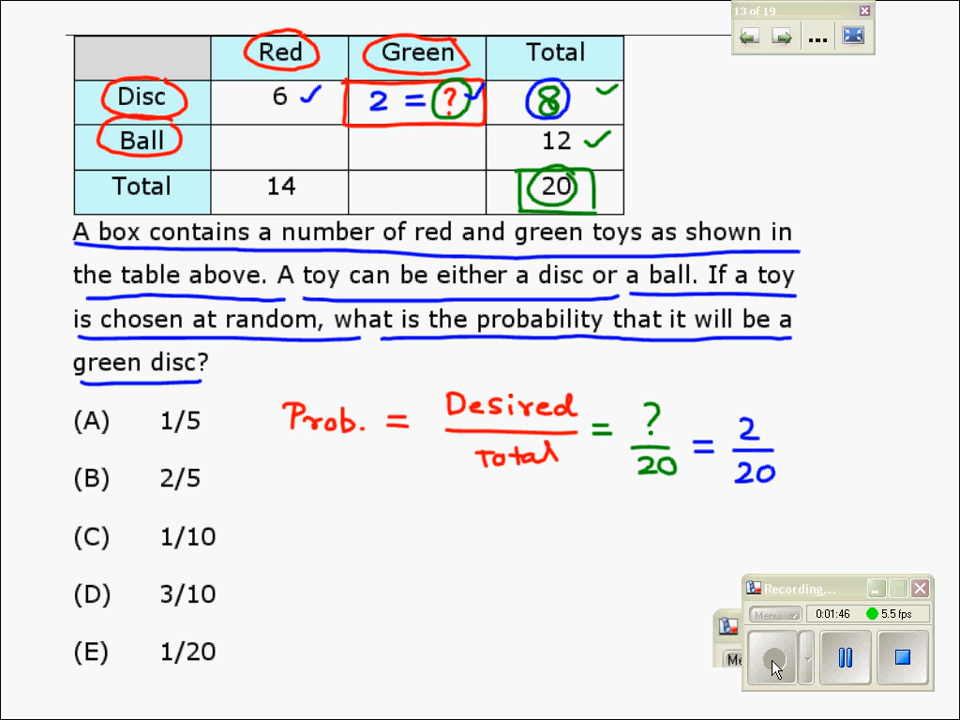 13 of 19
Red Green Total
Disc 6 2 = ? 8
Ball 12
Total 14 20
A box contains a number of red and green toys as shown in
the table above. A toy can be either a disc or a ball. If a toy
is chosen at random, what is the probability that it will be a
green disc?
(A) 1/5
Prob. = Desired / Total = ? / 20 = 2 / 20
(B) 2/5
(C) 1/10
(D) 3/10
(E) 1/20
Recording...
Menu 0:01:46 5.5 fps